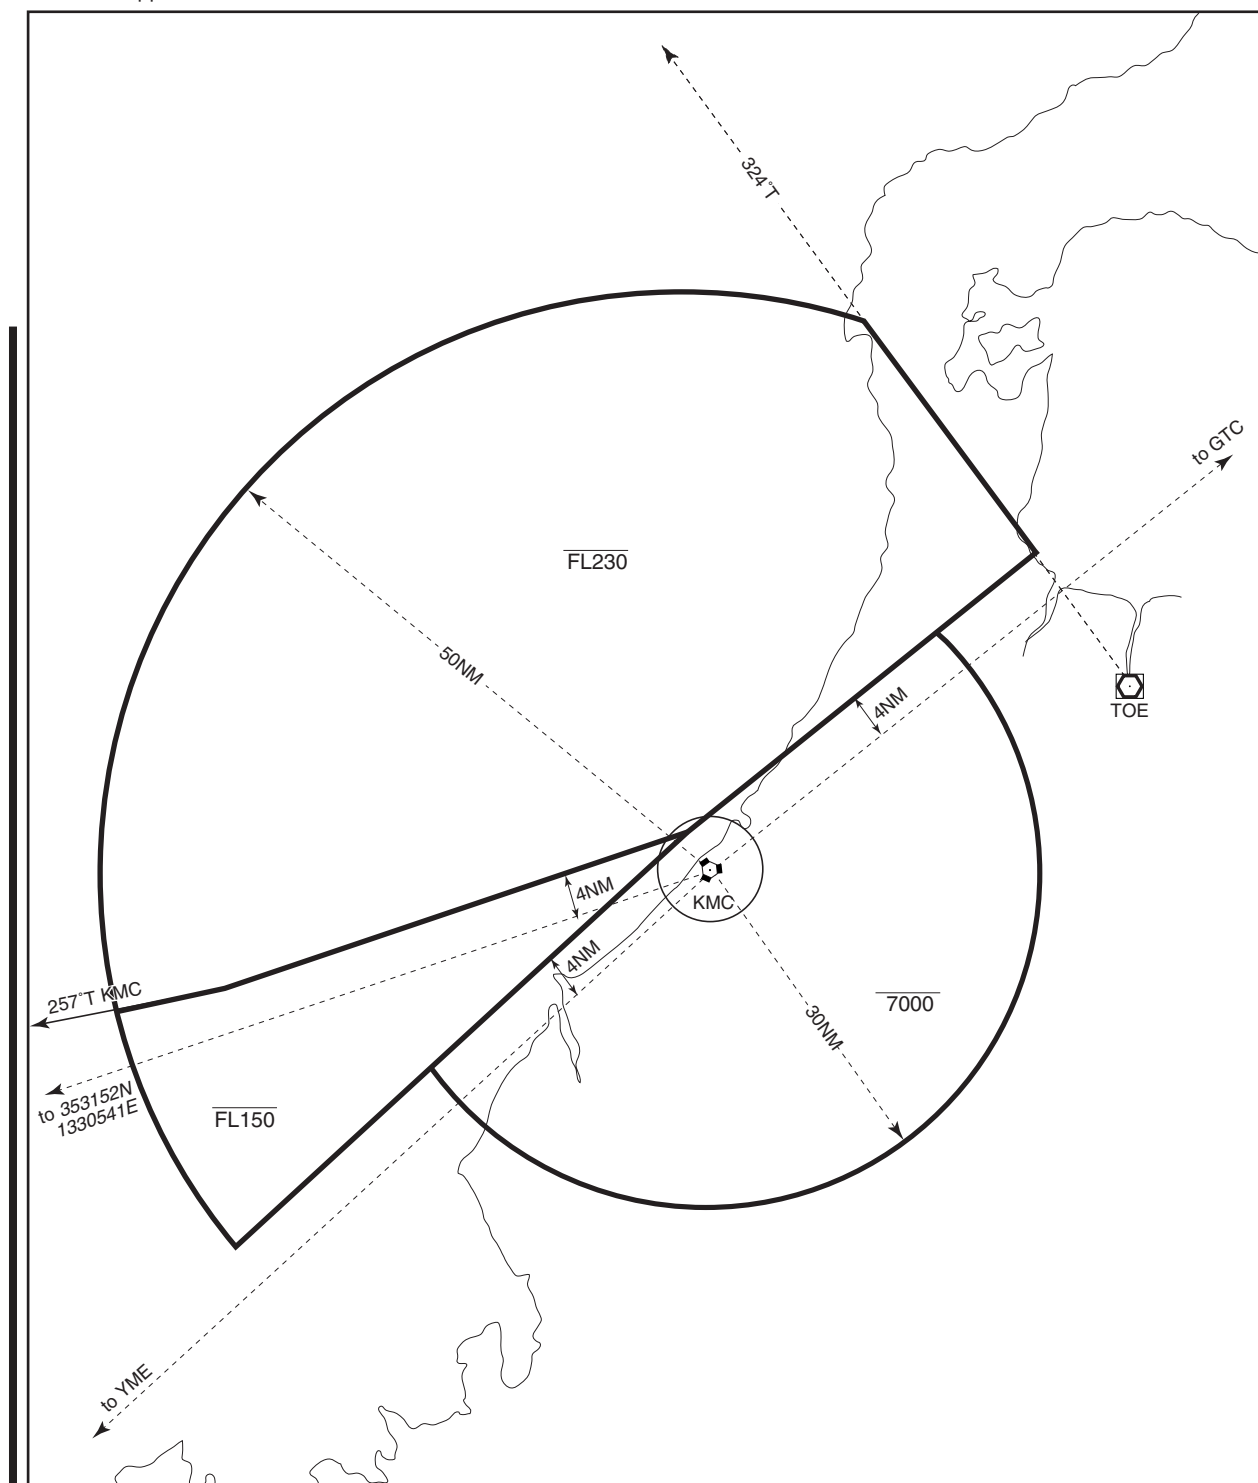 324°T
to GTC
FL230
50NM
4NM
TOE
4NM
KMC
4NM
257°T KMC
7000
30NM
to 353152N
1330541E
FL150
to YME